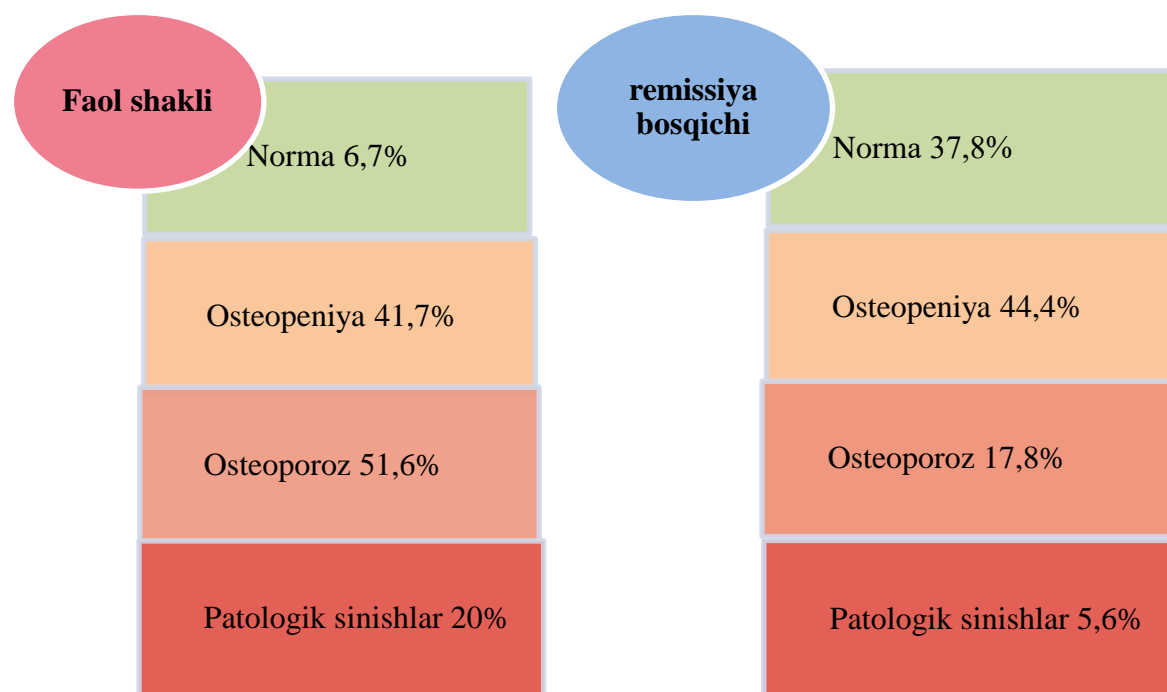 Faol shakli
Norma 6,7%
Osteopeniya 41,7%
Osteoporoz 51,6%
Patologik sinishlar 20%
remissiya
bosqichi
Norma 37,8%
Osteopeniya 44,4%
Osteoporoz 17,8%
Patologik sinishlar 5,6%